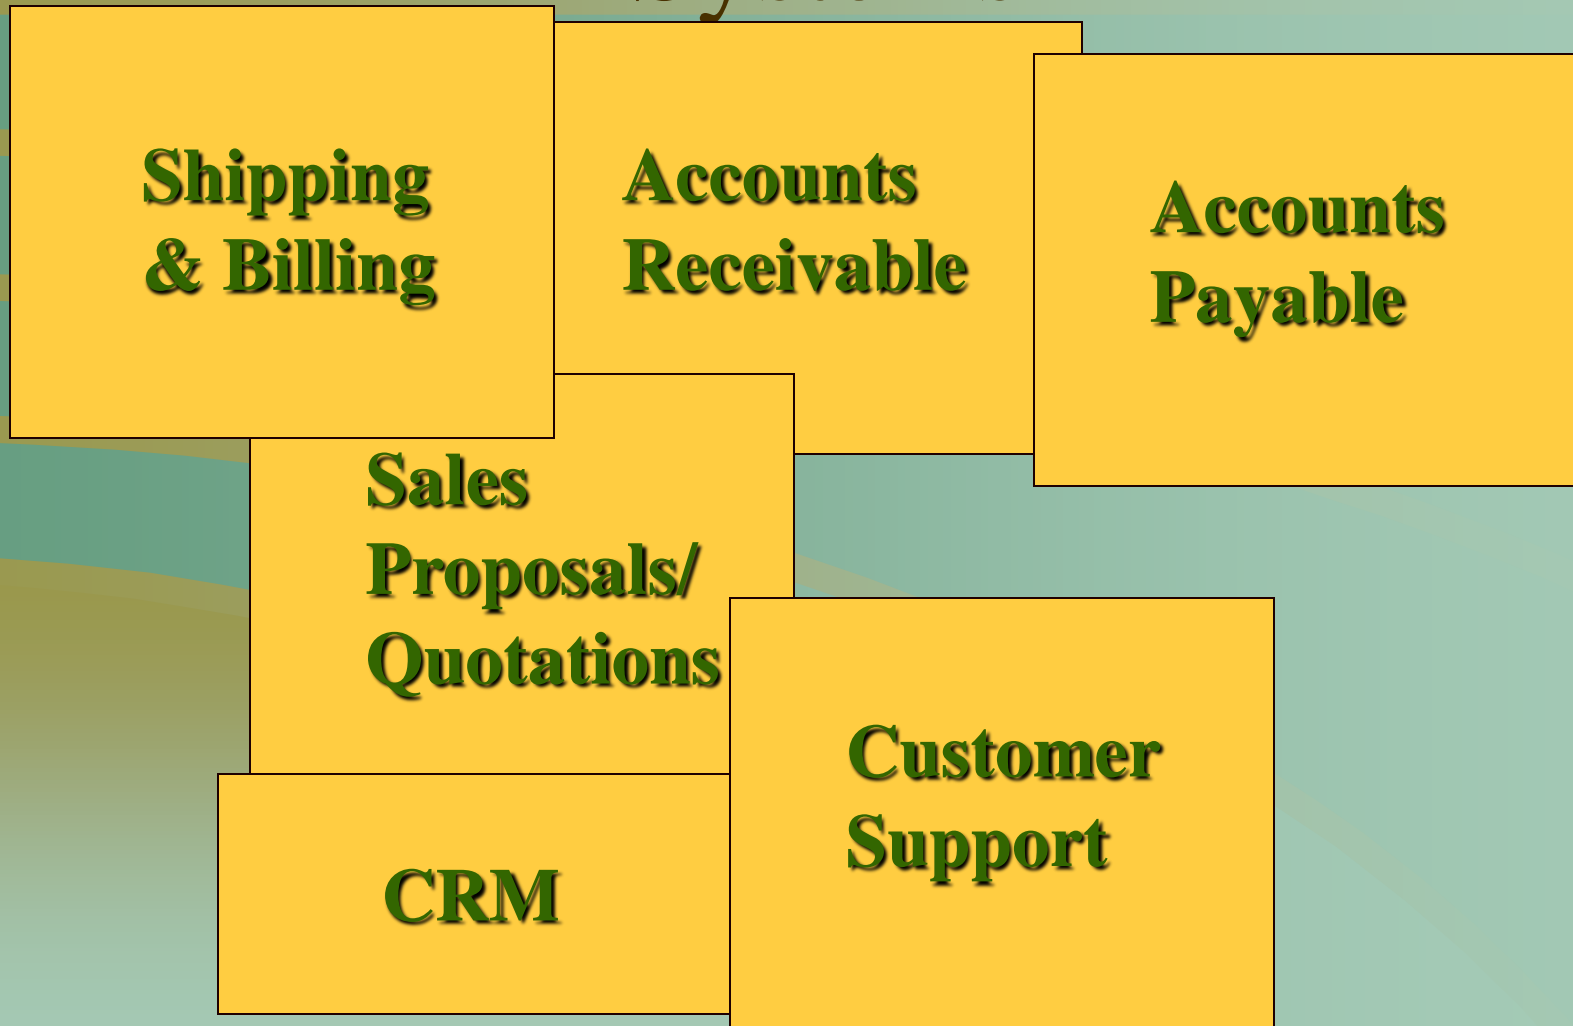 Shipping
& Billing
Accounts
Receivable
Accounts
Payable
Sales
Proposals/
Quotations
Customer
Support
CRM